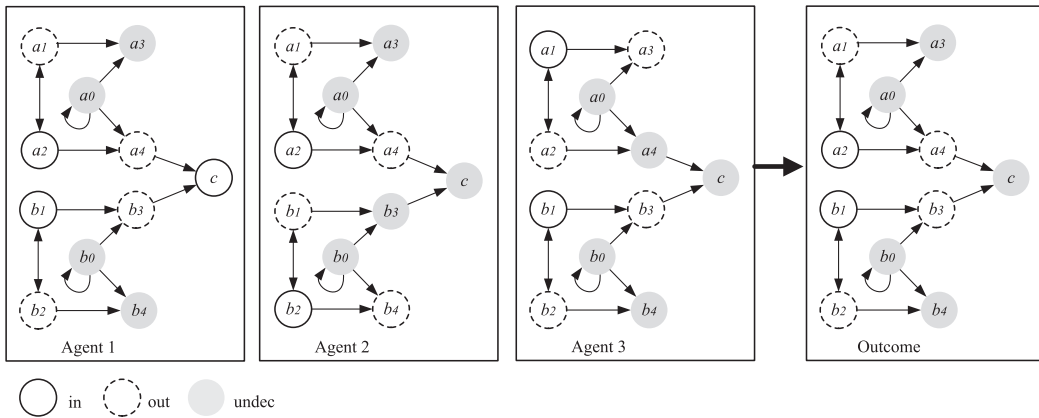 a1 a3
a0
a2 a4
c
b1 b3
b0
b2 b4
Agent 1
a1 a3
a0
a2 a4
c
b1 b3
b0
b2 b4
Agent 2
a1 a3
a0
a2 a4
c
b1 b3
b0
b2 b4
Agent 3
a1 a3
a0
a2 a4
c
b1 b3
b0
b2 b4
Outcome
in out undec